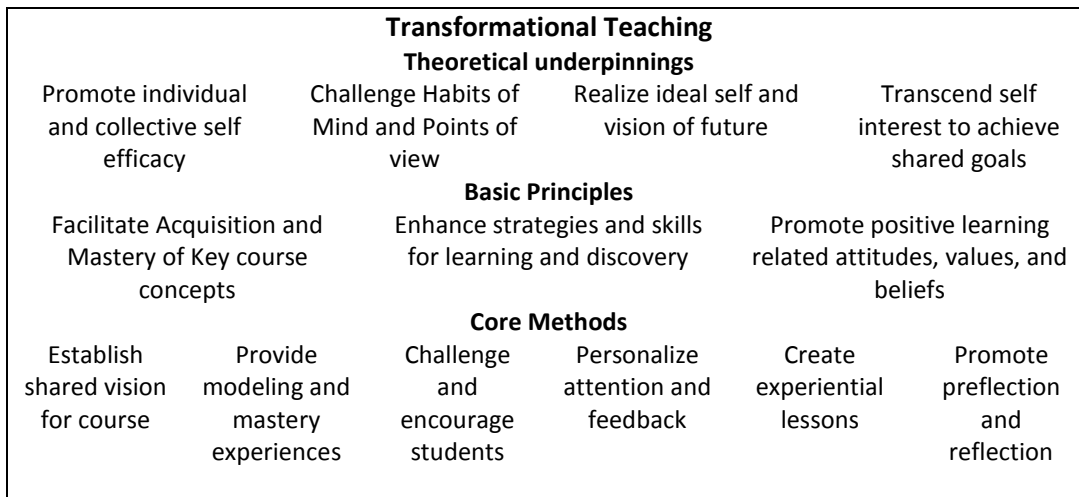 Transformational Teaching
Theoretical underpinnings
Promote individual
and collective self
efficacy
Challenge Habits of
Mind and Points of
view
Realize ideal self and
vision of future
Transcend self
interest to achieve
shared goals
Basic Principles
Facilitate Acquisition and
Mastery of Key course
concepts
Enhance strategies and skills
for learning and discovery
Promote positive learning
related attitudes, values, and
beliefs
Core Methods
Establish
shared vision
for course
Provide
modeling and
mastery
experiences
Challenge
and
encourage
students
Personalize
attention and
feedback
Create
experiential
lessons
Promote
preflection
and
reflection